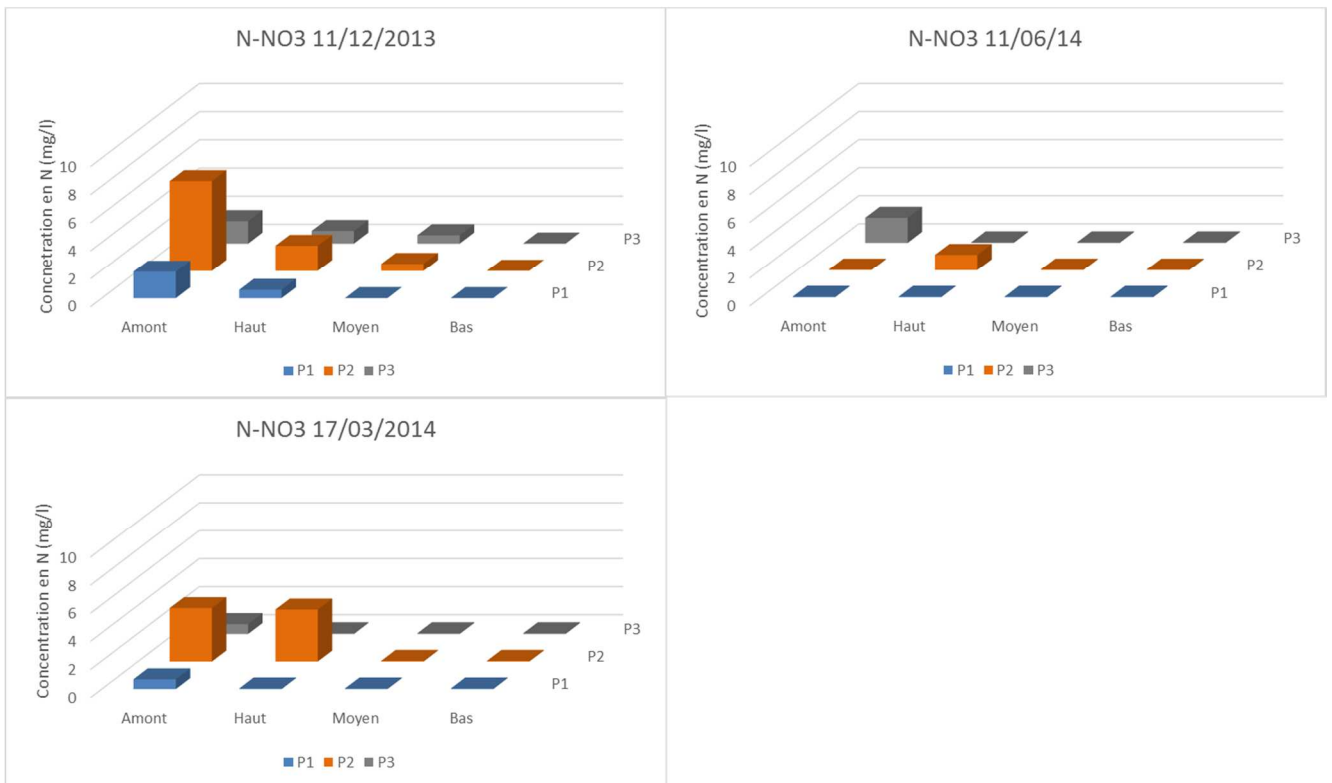 N-NO3 11/12/2013
Concnetration en N (mg/l)
10
8
6
4
2
0
P3
P2
P1
Amont Haut Moyen Bas
P1 P2 P3
N-NO3 11/06/14
Concentration en N (mg/l)
10
8
6
4
2
0
P3
P2
P1
Amont Haut Moyen Bas
P1 P2 P3
N-NO3 17/03/2014
Concentration en N (mg/l)
10
8
6
4
2
0
P3
P2
P1
Amont Haut Moyen Bas
P1 P2 P3